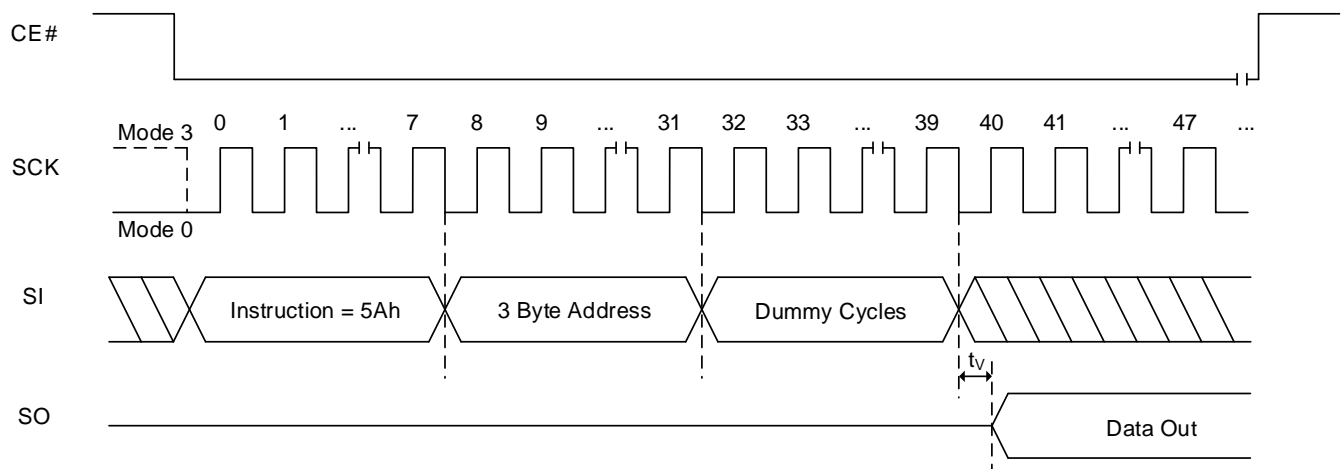 CE#
0 1 ... 7 8 9 ... 31 32 33 ... 39 40 41 ... 47 ...
Mode 3
SCK
Mode 0
SI
Instruction = 5Ah
3 Byte Address
Dummy Cycles
tV
SO
Data Out